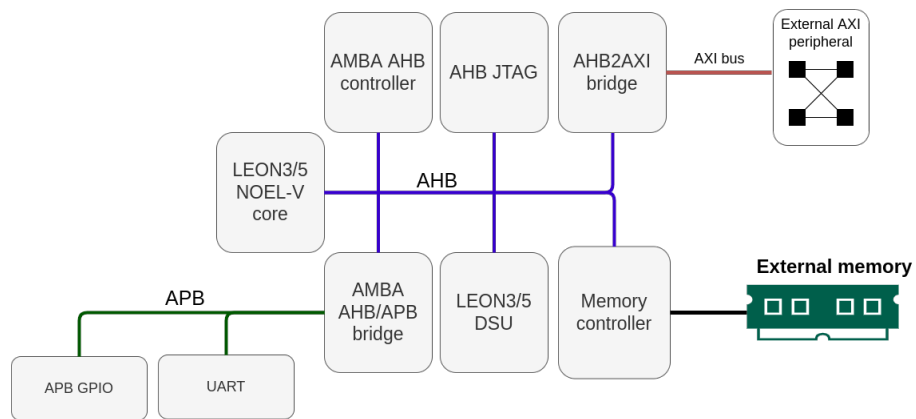 External AXI
peripheral
AMBA AHB
controller
AHB JTAG
AHB2AXI
bridge
AXI bus
LEON3/5
NOEL-V
core
AHB
External memory
AMBA
AHB/APB
bridge
LEON3/5
DSU
Memory
controller
APB
APB GPIO
UART